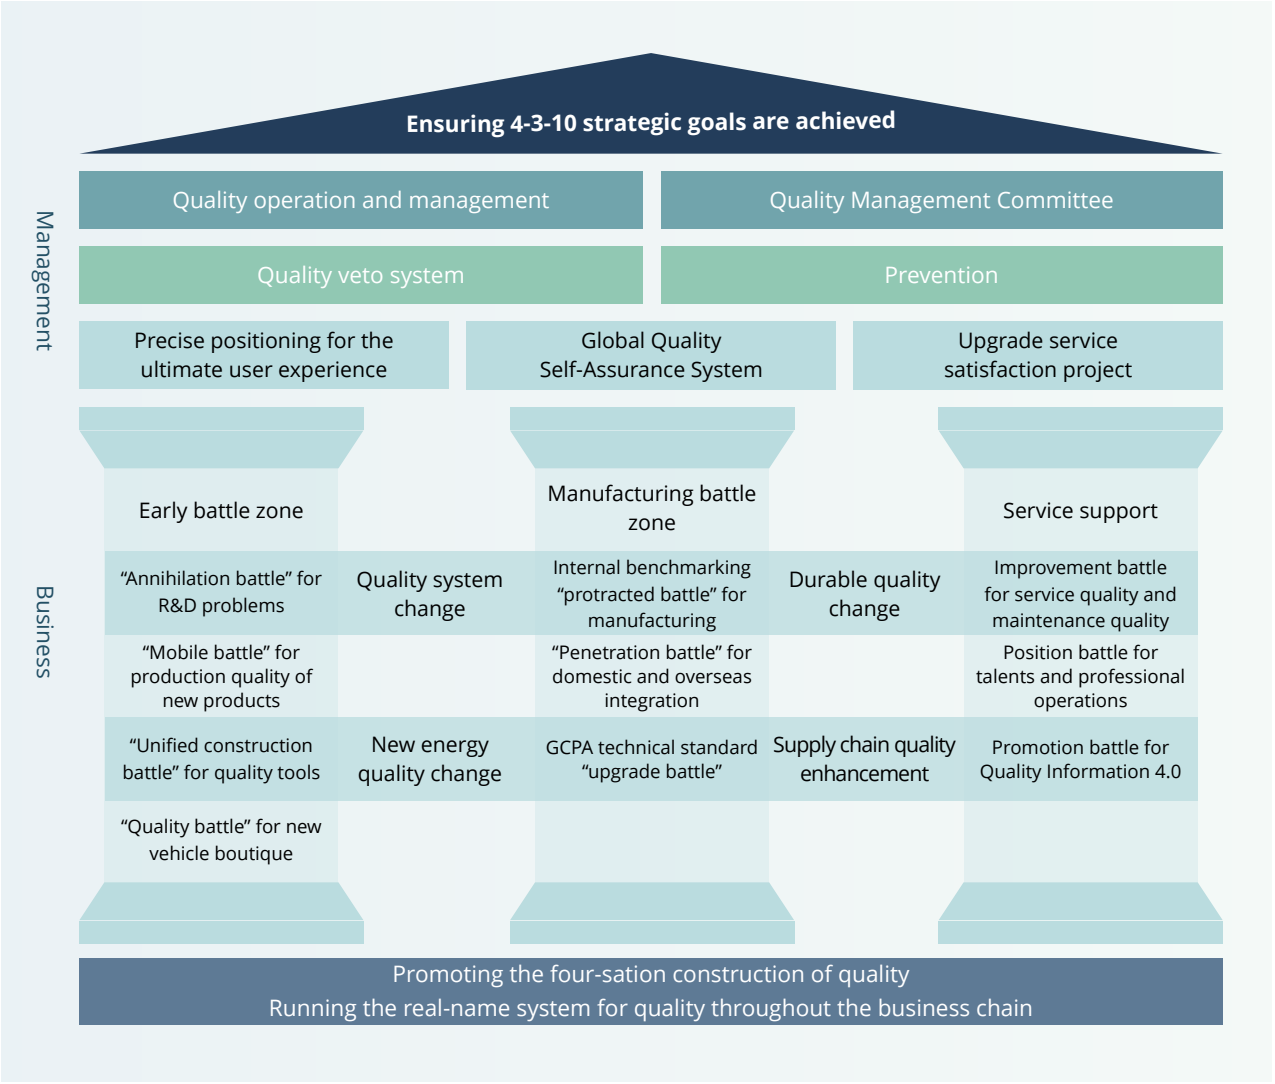 Ensuring 4-3-10 strategic goals are achieved
Management
Quality operation and management
Quality Management Committee
Quality veto system
Prevention
Precise positioning for the
ultimate user experience
Global Quality
Self-Assurance System
Upgrade service
satisfaction project
Business
Early battle zone
Manufacturing battle
zone
Service support
“Annihilation battle” for
R&D problems
Quality system
change
Internal benchmarking
“protracted battle” for
manufacturing
Durable quality
change
Improvement battle
for service quality and
maintenance quality
“Mobile battle” for
production quality of
new products
“Penetration battle” for
domestic and overseas
integration
Position battle for
talents and professional
operations
“Unified construction
battle” for quality tools
New energy
quality change
GCPA technical standard
“upgrade battle”
Supply chain quality
enhancement
Promotion battle for
Quality Information 4.0
“Quality battle” for new
vehicle boutique
Promoting the four-sation construction of quality
Running the real-name system for quality throughout the business chain